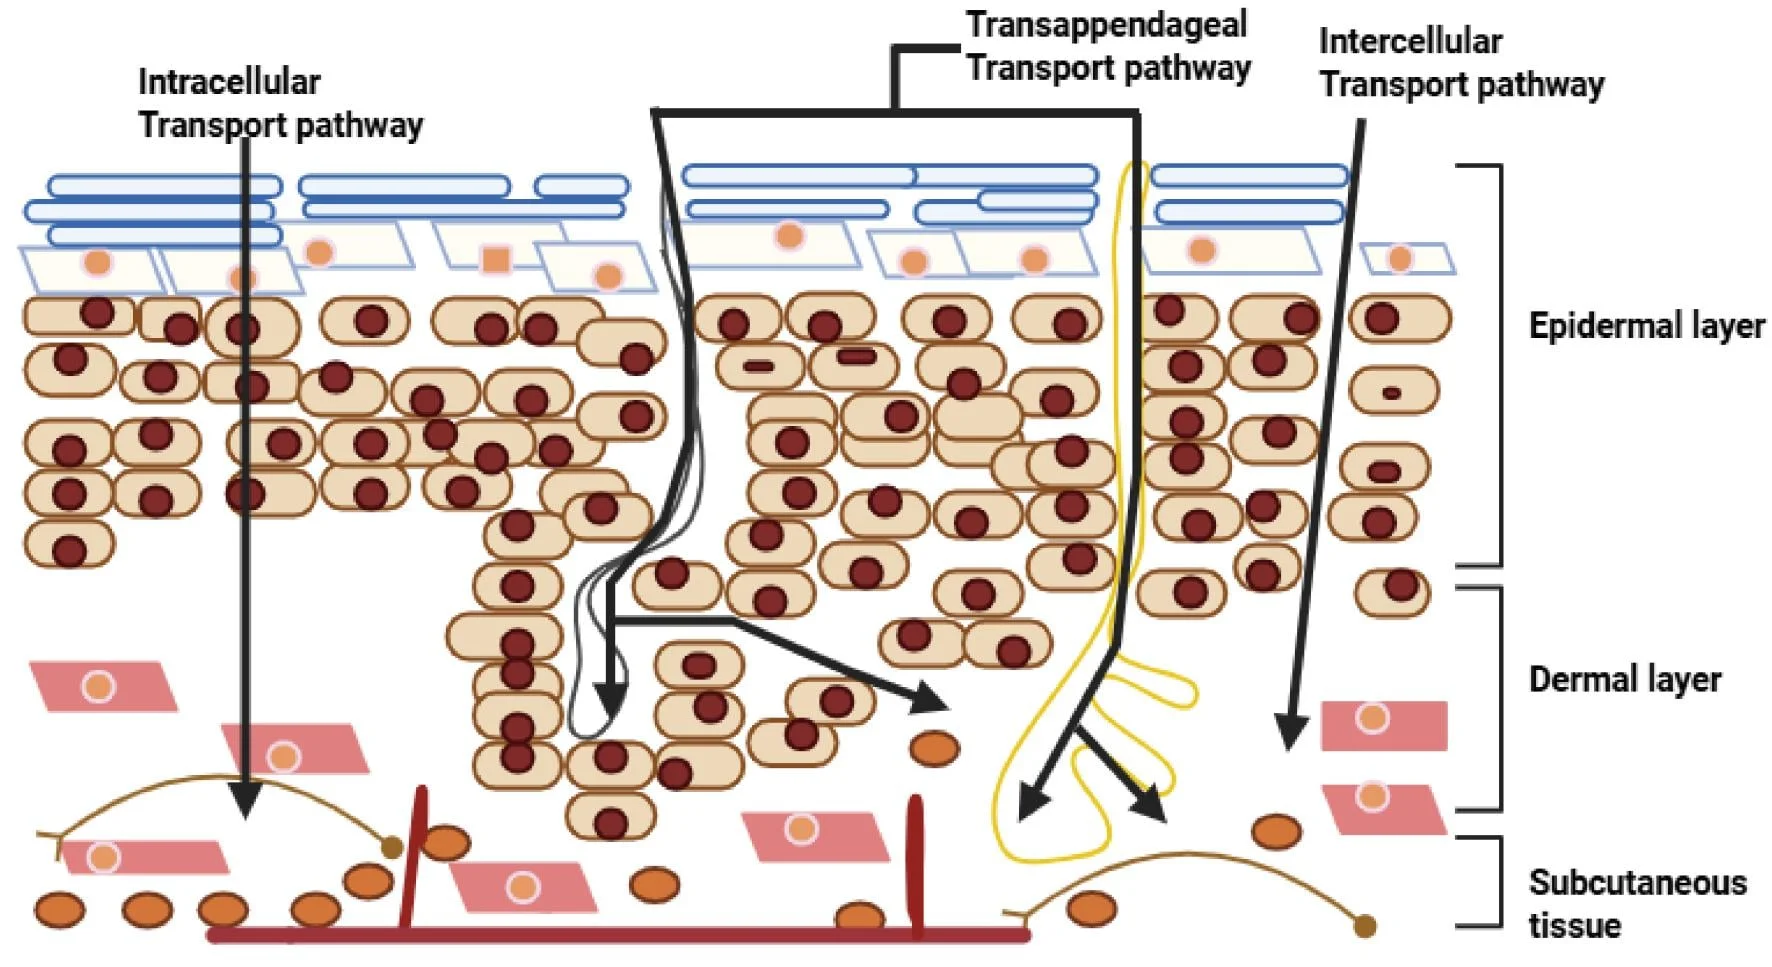 Transappendageal
Transport pathway
Intercellular
Transport pathway
Intracellular
Transport pathway
Epidermal layer
Dermal layer
Subcutaneous
tissue